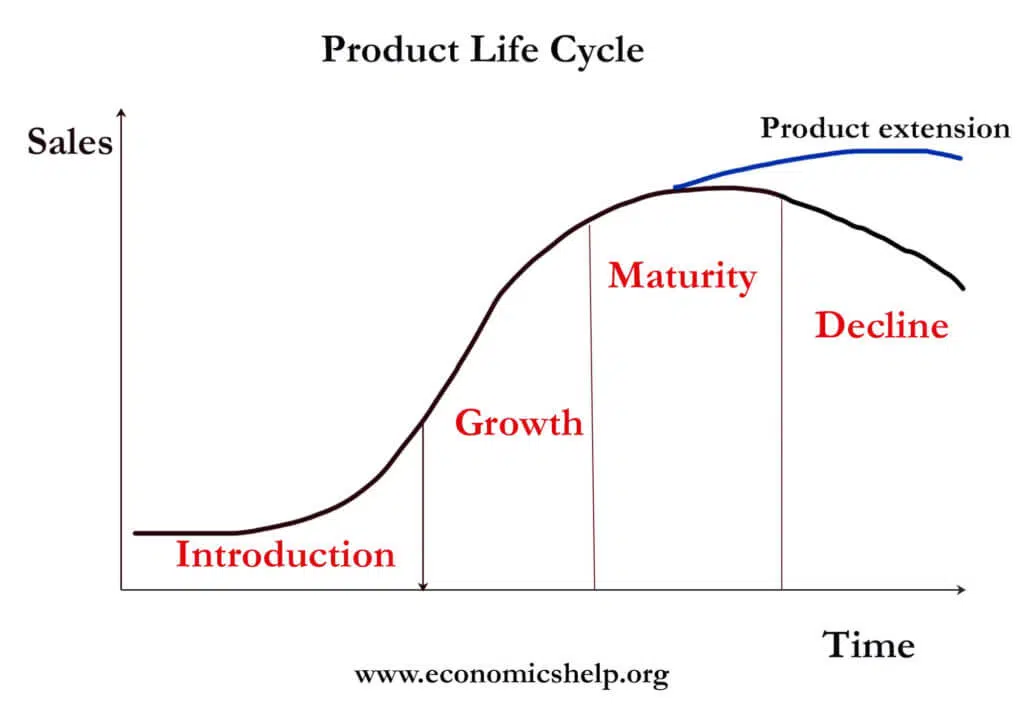 Product Life Cycle
Sales
Product extension
Maturity
Decline
Growth
Introduction
Time
www.economicshelp.org